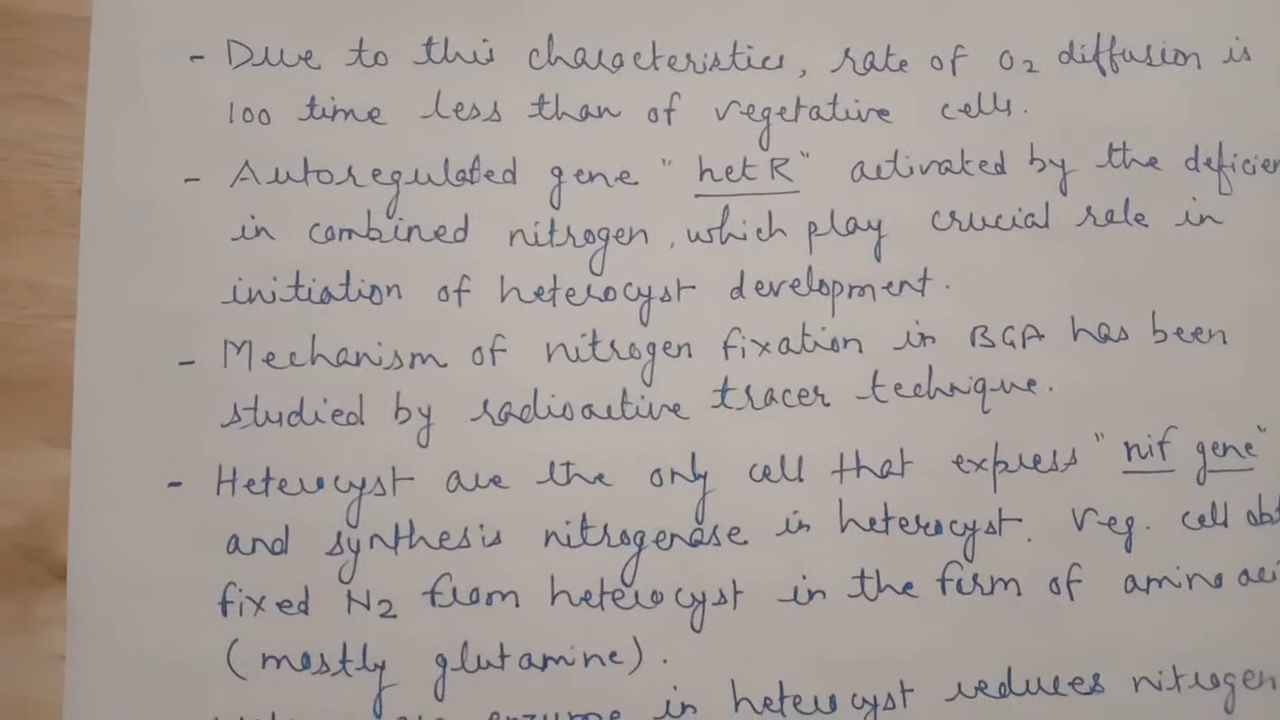 - Due to this characteristics, rate of O2 diffusion is
100 time less than of vegetative cells.
- Autoregulated gene "hetR" activated by the deficien
in combined nitrogen, which play crucial role in
initiation of heterocyst development.
- Mechanism of nitrogen fixation in BGA has been
studied by radioactive tracer technique.
- Heterocyst are the only cell that express "nif gene"
and synthesis nitrogenase in heterocyst. Veg. cell obt
fixed N2 from heterocyst in the form of amino aci
(mostly glutamine).
in heterocyst reduces nitrogen